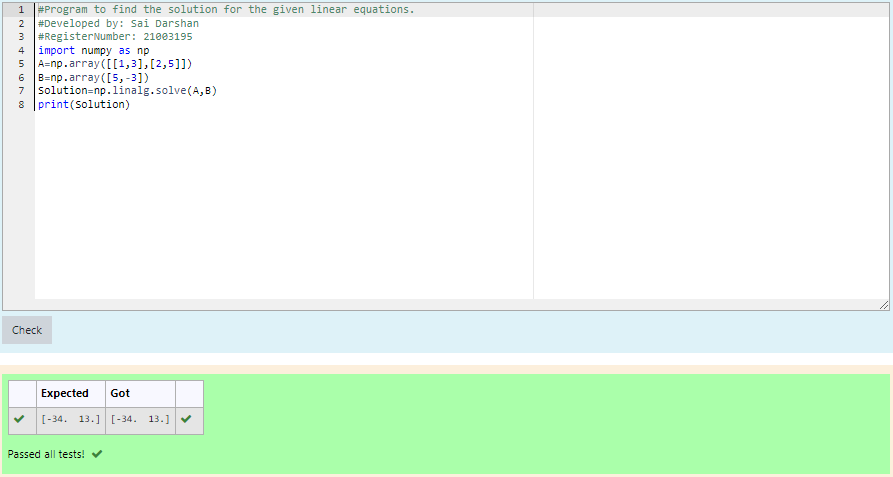 1 #Program to find the solution for the given linear equations.
2 #Developed by: Sai Darshan
3 #RegisterNumber: 21003195
4 import numpy as np
5 A=np.array([[1,3],[2,5]])
6 B=np.array([5,-3])
7 Solution=np.linalg.solve(A,B)
8 print(Solution)
Check
Expected Got
[-34. 13.] [-34. 13.]
Passed all tests!